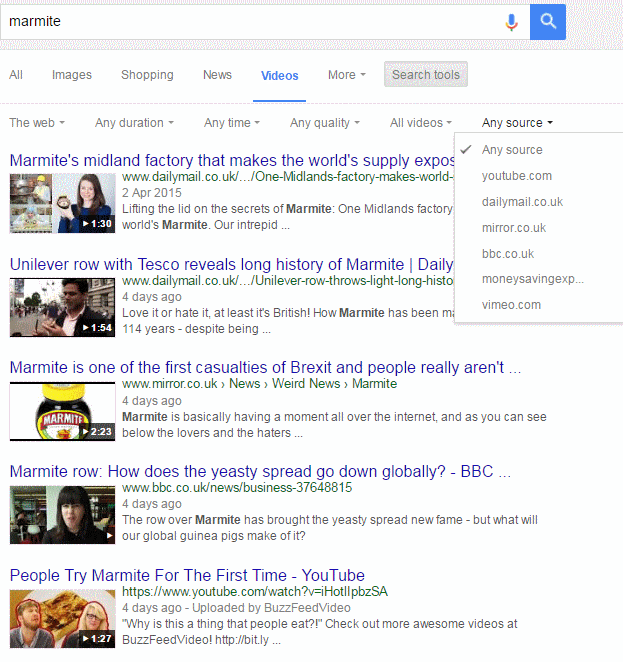 marmite
All Images Shopping News Videos More Search tools
The web Any duration Any time Any quality All videos Any source
Any source
youtube.com
dailymail.co.uk
mirror.co.uk
bbc.co.uk
moneysavingexp...
vimeo.com
Marmite's midland factory that makes the world's supply expos
www.dailymail.co.uk/.../One-Midlands-factory-makes-world-
2 Apr 2015
1:30
Lifting the lid on the secrets of Marmite: One Midlands factory
world's Marmite. Our intrepid ...
Unilever row with Tesco reveals long history of Marmite | Daily
www.dailymail.co.uk/.../Unilever-row-throws-light-long-histo
4 days ago
1:54
Love it or hate it, at least it's British! How Marmite has been ma
114 years - despite being ...
Marmite is one of the first casualties of Brexit and people really aren't ...
www.mirror.co.uk › News › Weird News › Marmite
4 days ago
MARMITE
2:23
Marmite is basically having a moment all over the internet, and as you can see
below the lovers and the haters ...
Marmite row: How does the yeasty spread go down globally? - BBC ...
www.bbc.co.uk/news/business-37648815
4 days ago
The row over Marmite has brought the yeasty spread new fame - but what will
our global guinea pigs make of it?
People Try Marmite For The First Time - YouTube
https://www.youtube.com/watch?v=iHotIIpbzSA
4 days ago - Uploaded by BuzzFeedVideo
1:27
"Why is this a thing that people eat?!" Check out more awesome videos at
BuzzFeedVideo! http://bit.ly ...